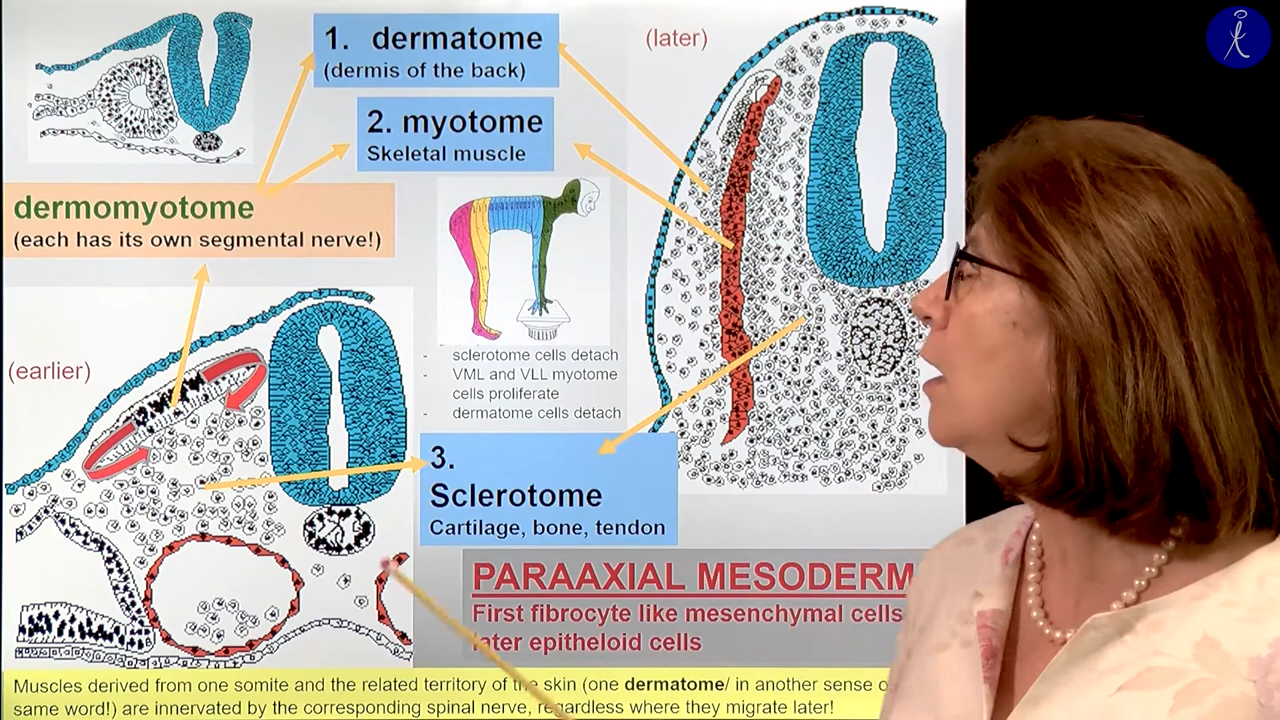 1. dermatome
(dermis of the back)
(later)
2. myotome
Skeletal muscle
dermomyotome
(each has its own segmental nerve!)
(earlier)
- sclerotome cells detach
- VML and VLL myotome
cells proliferate
- dermatome cells detach
3.
Sclerotome
Cartilage, bone, tendon
PARAAXIAL MESODERM
First fibrocyte like mesenchymal cells
later epitheloid cells
Muscles derived from one somite and the related territory of the skin (one dermatome/ in another sense
same word!) are innervated by the corresponding spinal nerve, regardless where they migrate later!